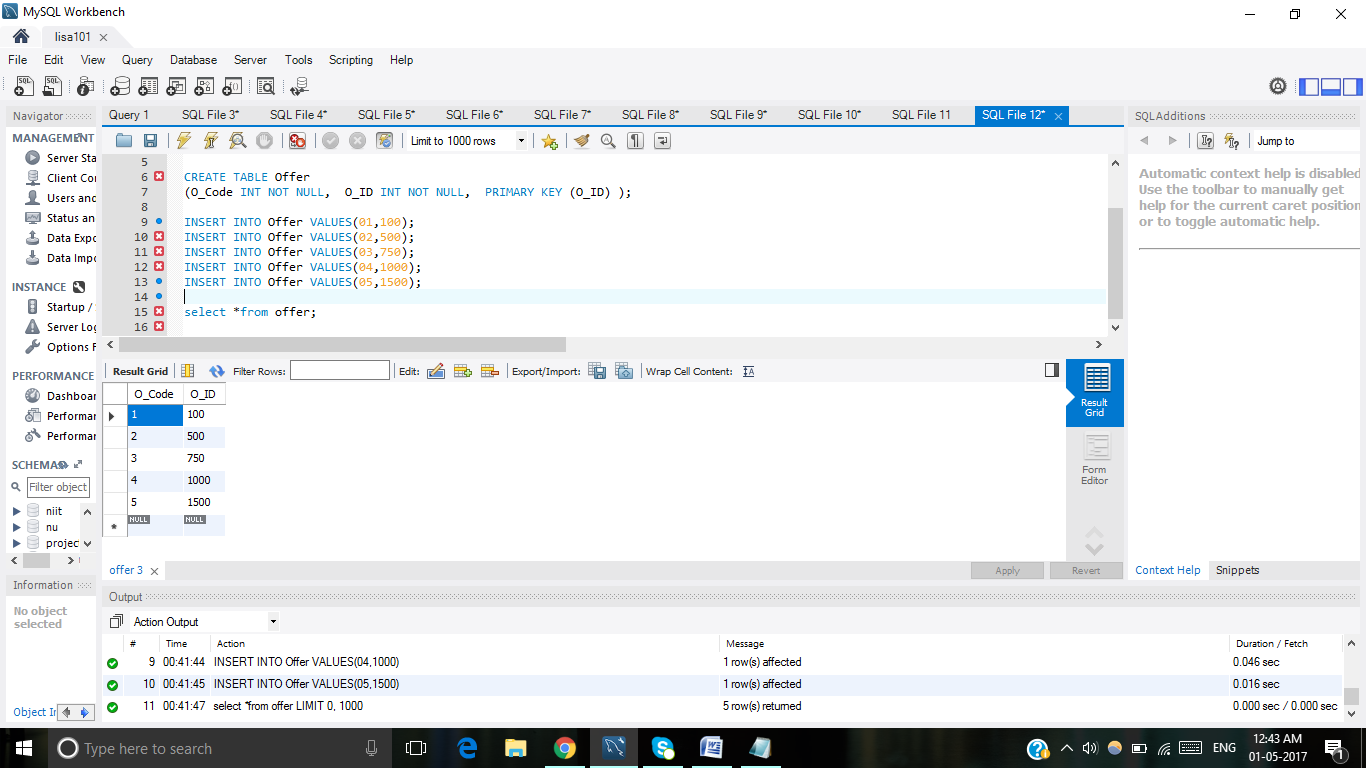 MySQL Workbench
lisa101
File Edit View Query Database Server Tools Scripting Help
Navigator
MANAGEMENT
Server Sta
Client Con
Users and
Status an
Data Expo
Data Impo
INSTANCE
Startup /
Server Log
Options F
PERFORMANCE
Dashboar
Performar
Performar
SCHEMAS
Filter object
niit
nu
project
Information
No object
selected
Object In
Query 1 SQL File 3* SQL File 4* SQL File 5* SQL File 6* SQL File 7* SQL File 8* SQL File 9* SQL File 10* SQL File 11 SQL File 12*
Limit to 1000 rows
5
6 CREATE TABLE Offer
7 (O_Code INT NOT NULL, O_ID INT NOT NULL, PRIMARY KEY (O_ID) );
8
9 INSERT INTO Offer VALUES(01,100);
10 INSERT INTO Offer VALUES(02,500);
11 INSERT INTO Offer VALUES(03,750);
12 INSERT INTO Offer VALUES(04,1000);
13 INSERT INTO Offer VALUES(05,1500);
14
15 select *from offer;
16
Result Grid Filter Rows: Edit: Export/Import: Wrap Cell Content:
O_Code O_ID
1 100
2 500
3 750
4 1000
5 1500
NULL NULL
Result
Grid
Form
Editor
offer 3
Apply Revert
SQLAdditions
Jump to
Automatic context help is disabled
Use the toolbar to manually get
help for the current caret position
or to toggle automatic help.
Context Help Snippets
Output
Action Output
# Time Action Message Duration / Fetch
9 00:41:44 INSERT INTO Offer VALUES(04,1000) 1 row(s) affected 0.046 sec
10 00:41:45 INSERT INTO Offer VALUES(05,1500) 1 row(s) affected 0.016 sec
11 00:41:47 select *from offer LIMIT 0, 1000 5 row(s) returned 0.000 sec / 0.000 sec
Type here to search
ENG
12:43 AM
01-05-2017
1